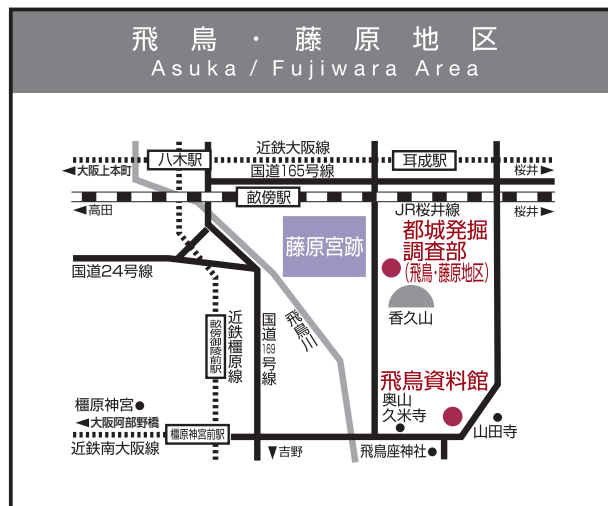 飛鳥・藤原地区
Asuka / Fujiwara Area
近鉄大阪線
八木駅
耳成駅
◀大阪上本町
国道165号線
桜井▶
畝傍駅
◀高田
JR桜井線
桜井▶
藤原宮跡
都城発掘
調査部
(飛鳥・藤原地区)
国道24号線
香久山
畝傍御陵前駅
近鉄橿原線
国道169号線
飛鳥川
飛鳥資料館
橿原神宮
奥山
久米寺
◀大阪阿部野橋
橿原神宮前駅
山田寺
近鉄南大阪線
▼吉野
飛鳥座神社